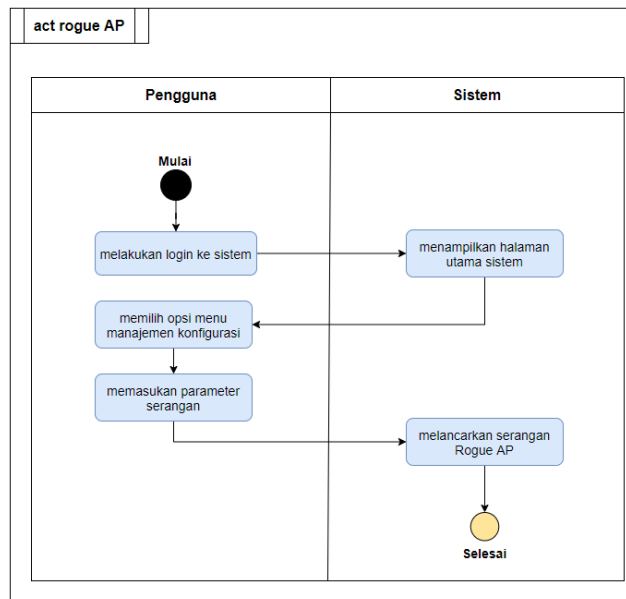 act rogue AP
Pengguna
Sistem
Mulai
melakukan login ke sistem
menampilkan halaman
utama sistem
memilih opsi menu
manajemen konfigurasi
memasukan parameter
serangan
melancarkan serangan
Rogue AP
Selesai